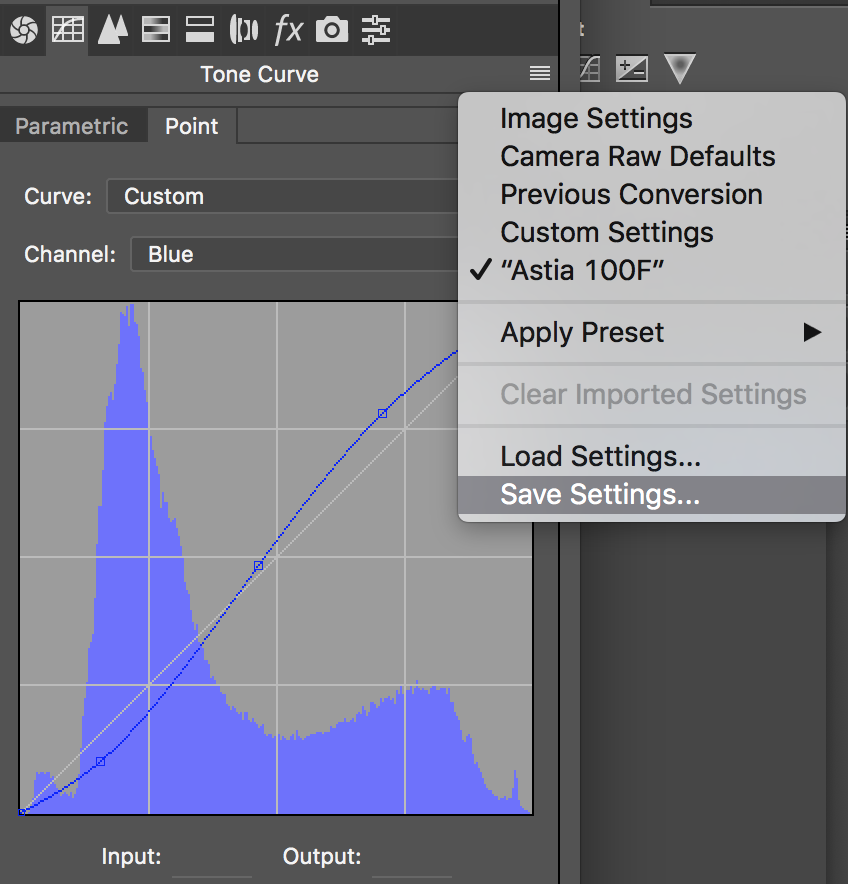 fx
Tone Curve
Parametric
Point
Curve:
Custom
Channel:
Blue
Image Settings
Camera Raw Defaults
Previous Conversion
Custom Settings
“Astia 100F”
Apply Preset
Clear Imported Settings
Load Settings...
Save Settings...
Input:
Output: